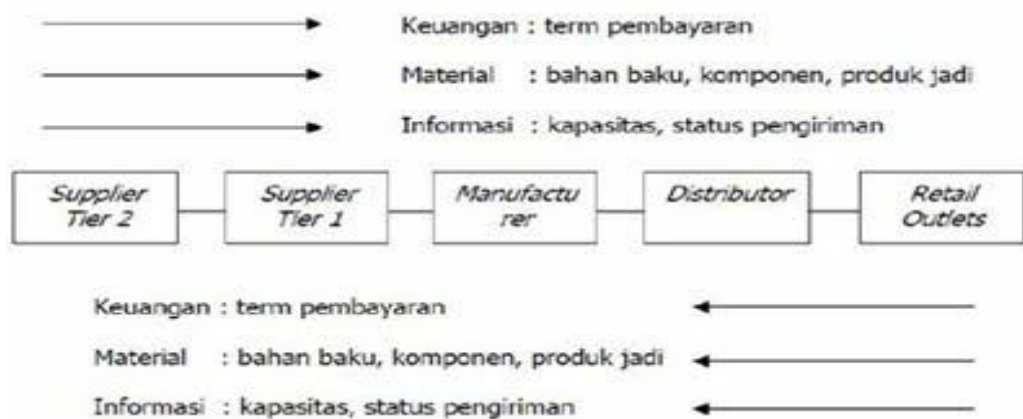 Keuangan : term pembayaran
Material : bahan baku, komponen, produk jadi
Informasi : kapasitas, status pengiriman
Supplier Tier 2
Supplier Tier 1
Manufactu rer
Distributor
Retail Outlets
Keuangan : term pembayaran
Material : bahan baku, komponen, produk jadi
Informasi : kapasitas, status pengiriman